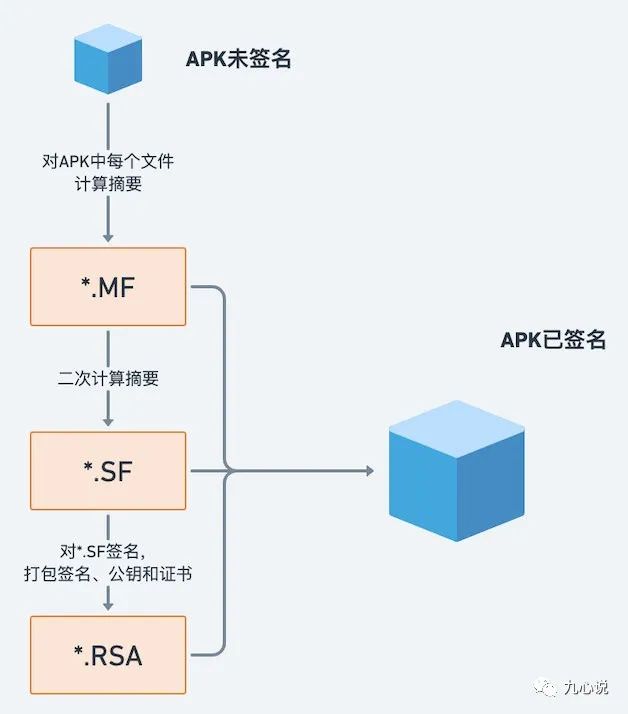 APK未签名
对APK中每个文件
计算摘要
*.MF
二次计算摘要
APK已签名
*.SF
对*.SF签名,
打包签名、公钥和证书
*.RSA
九心说